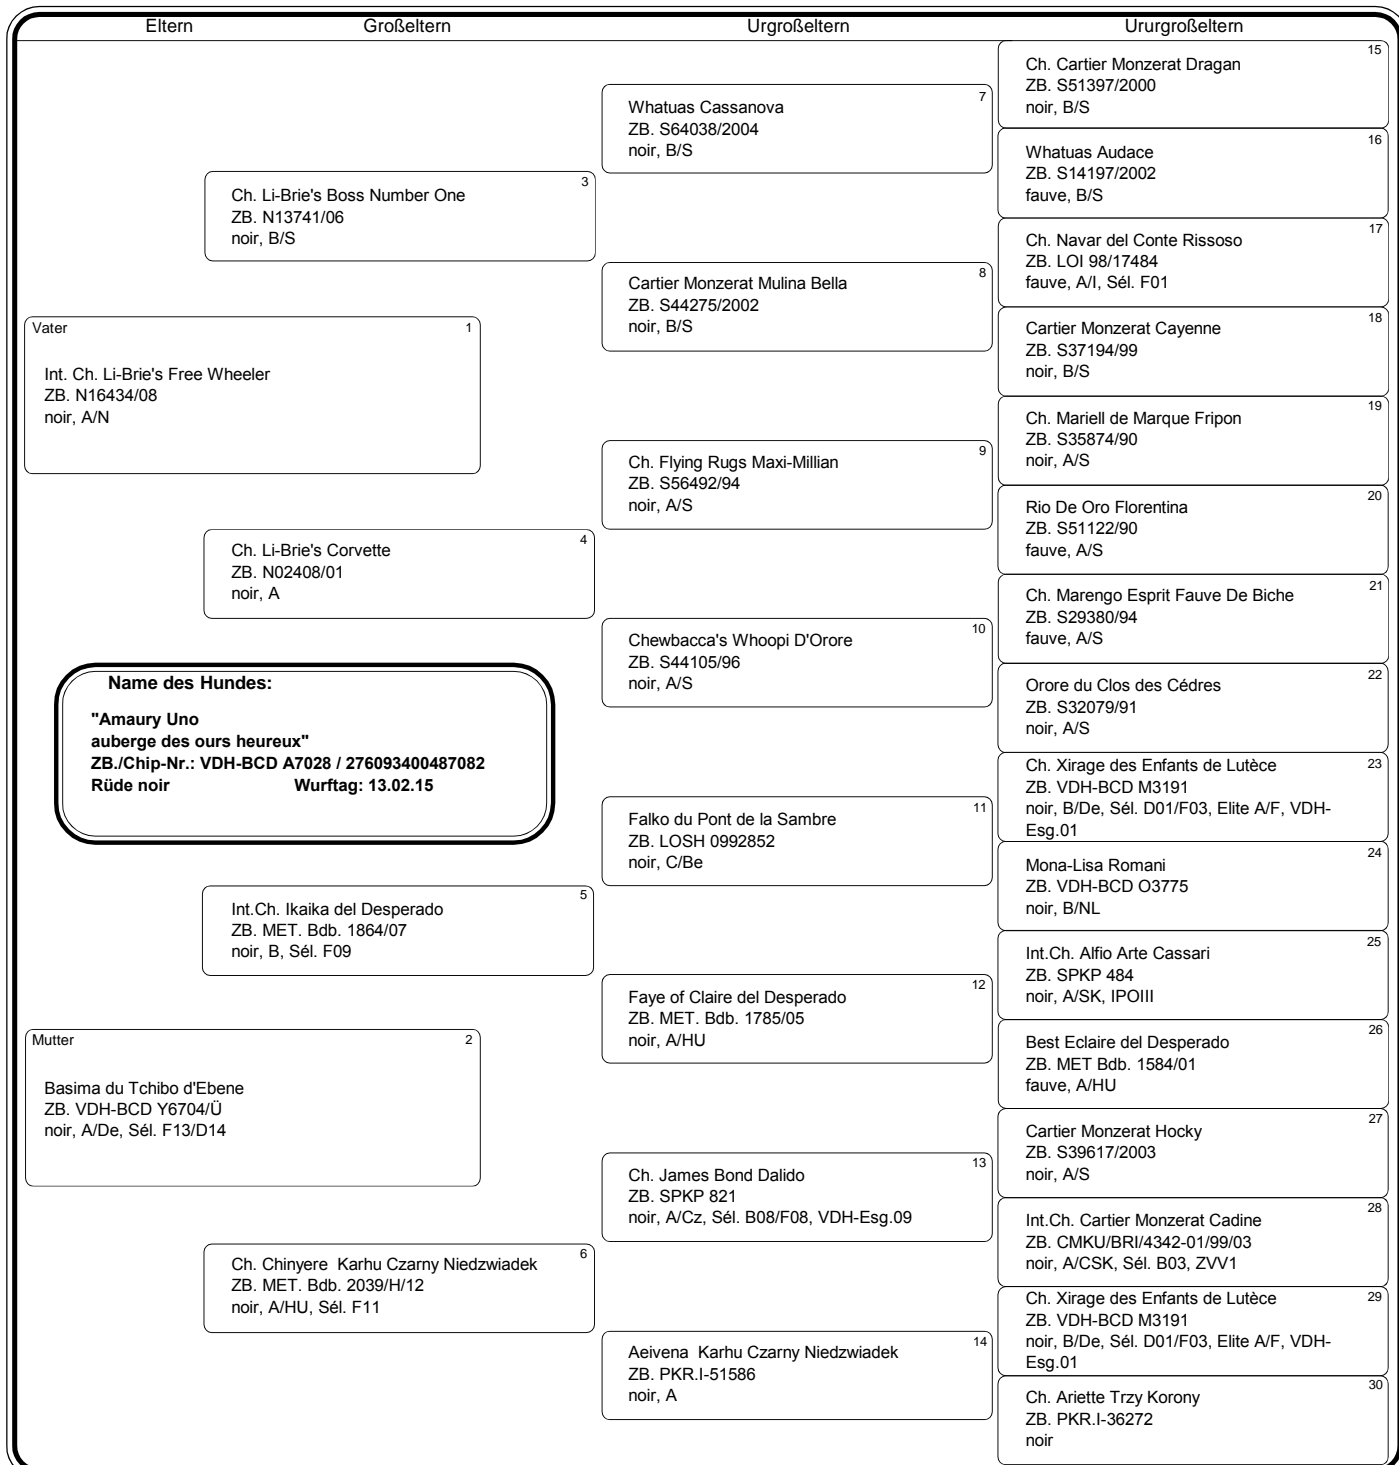 Eltern Großeltern Urgroßeltern Ururgroßeltern
Vater 1
Int. Ch. Li-Brie's Free Wheeler
ZB. N16434/08
noir, A/N
Mutter 2
Basima du Tchibo d'Ebene
ZB. VDH-BCD Y6704/Ü
noir, A/De, Sél. F13/D14
3
Ch. Li-Brie's Boss Number One
ZB. N13741/06
noir, B/S
4
Ch. Li-Brie's Corvette
ZB. N02408/01
noir, A
Name des Hundes:
"Amaury Uno
auberge des ours heureux"
ZB./Chip-Nr.: VDH-BCD A7028 / 276093400487082
Rüde noir Wurftag: 13.02.15
5
Int.Ch. Ikaika del Desperado
ZB. MET. Bdb. 1864/07
noir, B, Sél. F09
6
Ch. Chinyere Karhu Czarny Niedzwiadek
ZB. MET. Bdb. 2039/H/12
noir, A/HU, Sél. F11
7
Whatuas Cassanova
ZB. S64038/2004
noir, B/S
8
Cartier Monzerat Mulina Bella
ZB. S44275/2002
noir, B/S
9
Ch. Flying Rugs Maxi-Millian
ZB. S56492/94
noir, A/S
10
Chewbacca's Whoopi D'Orore
ZB. S44105/96
noir, A/S
11
Falko du Pont de la Sambre
ZB. LOSH 0992852
noir, C/Be
12
Faye of Claire del Desperado
ZB. MET. Bdb. 1785/05
noir, A/HU
13
Ch. James Bond Dalido
ZB. SPKP 821
noir, A/Cz, Sél. B08/F08, VDH-Esg.09
14
Aeivena Karhu Czarny Niedzwiadek
ZB. PKR.I-51586
noir, A
15
Ch. Cartier Monzerat Dragan
ZB. S51397/2000
noir, B/S
16
Whatuas Audace
ZB. S14197/2002
fauve, B/S
17
Ch. Navar del Conte Rissoso
ZB. LOI 98/17484
fauve, A/I, Sél. F01
18
Cartier Monzerat Cayenne
ZB. S37194/99
noir, B/S
19
Ch. Mariell de Marque Fripon
ZB. S35874/90
noir, A/S
20
Rio De Oro Florentina
ZB. S51122/90
fauve, A/S
21
Ch. Marengo Esprit Fauve De Biche
ZB. S29380/94
fauve, A/S
22
Orore du Clos des Cédres
ZB. S32079/91
noir, A/S
23
Ch. Xirage des Enfants de Lutèce
ZB. VDH-BCD M3191
noir, B/De, Sél. D01/F03, Elite A/F, VDH-
Esg.01
24
Mona-Lisa Romani
ZB. VDH-BCD O3775
noir, B/NL
25
Int.Ch. Alfio Arte Cassari
ZB. SPKP 484
noir, A/SK, IPOIII
26
Best Eclaire del Desperado
ZB. MET Bdb. 1584/01
fauve, A/HU
27
Cartier Monzerat Hocky
ZB. S39617/2003
noir, A/S
28
Int.Ch. Cartier Monzerat Cadine
ZB. CMKU/BRI/4342-01/99/03
noir, A/CSK, Sél. B03, ZVV1
29
Ch. Xirage des Enfants de Lutèce
ZB. VDH-BCD M3191
noir, B/De, Sél. D01/F03, Elite A/F, VDH-
Esg.01
30
Ch. Ariette Trzy Korony
ZB. PKR.I-36272
noir